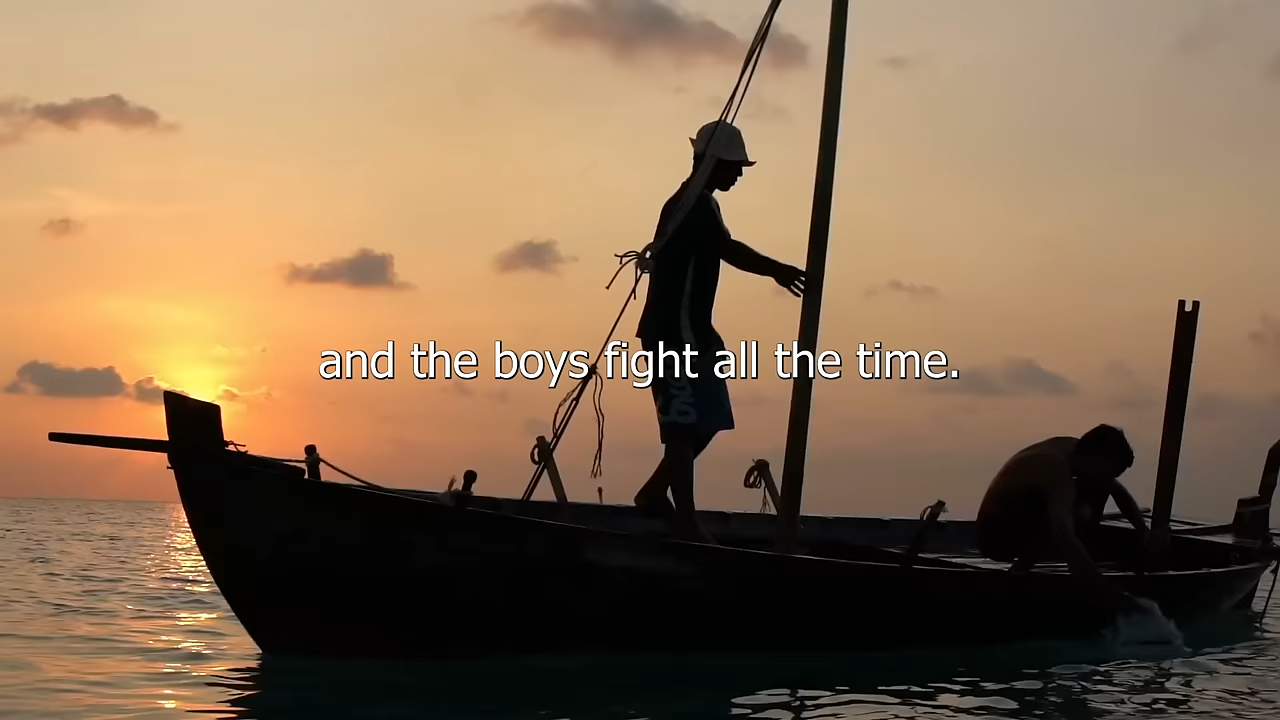 and the boys fight all the time.